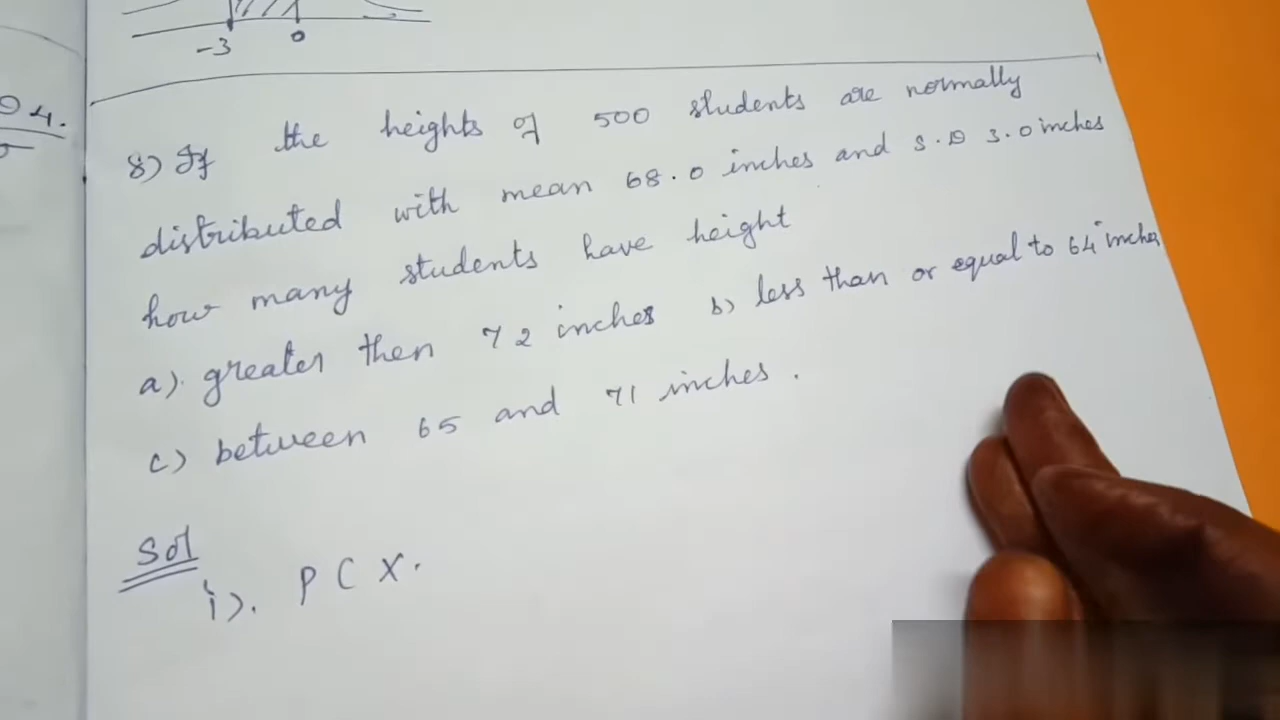 -3 0
04.
8) If the heights of 500 students are normally
distributed with mean 68.0 inches and S.D 3.0 inches
how many students have height
a). greater then 72 inches b) less than or equal to 64 inches
c) between 65 and 71 inches.
Sol
i). P ( X.